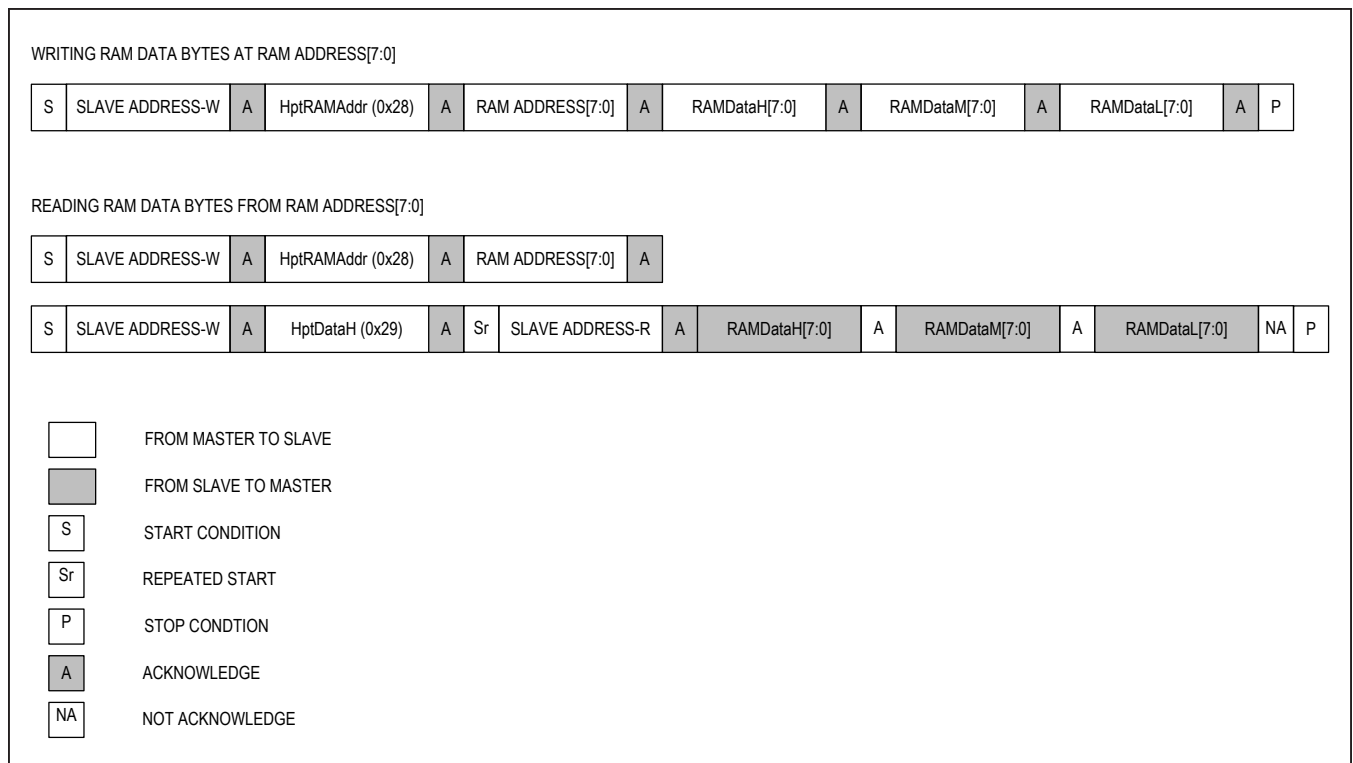 WRITING RAM DATA BYTES AT RAM ADDRESS[7:0]
S SLAVE ADDRESS-W A HptRAMAddr (0x28) A RAM ADDRESS[7:0] A RAMDataH[7:0] A RAMDataM[7:0] A RAMDataL[7:0] A P
READING RAM DATA BYTES FROM RAM ADDRESS[7:0]
S SLAVE ADDRESS-W A HptRAMAddr (0x28) A RAM ADDRESS[7:0] A
S SLAVE ADDRESS-W A HptDataH (0x29) A Sr SLAVE ADDRESS-R A RAMDataH[7:0] A RAMDataM[7:0] A RAMDataL[7:0] NA P
FROM MASTER TO SLAVE
FROM SLAVE TO MASTER
S START CONDITION
Sr REPEATED START
P STOP CONDTION
A ACKNOWLEDGE
NA NOT ACKNOWLEDGE